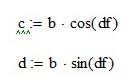 c := b · cos(df)
d := b · sin(df)